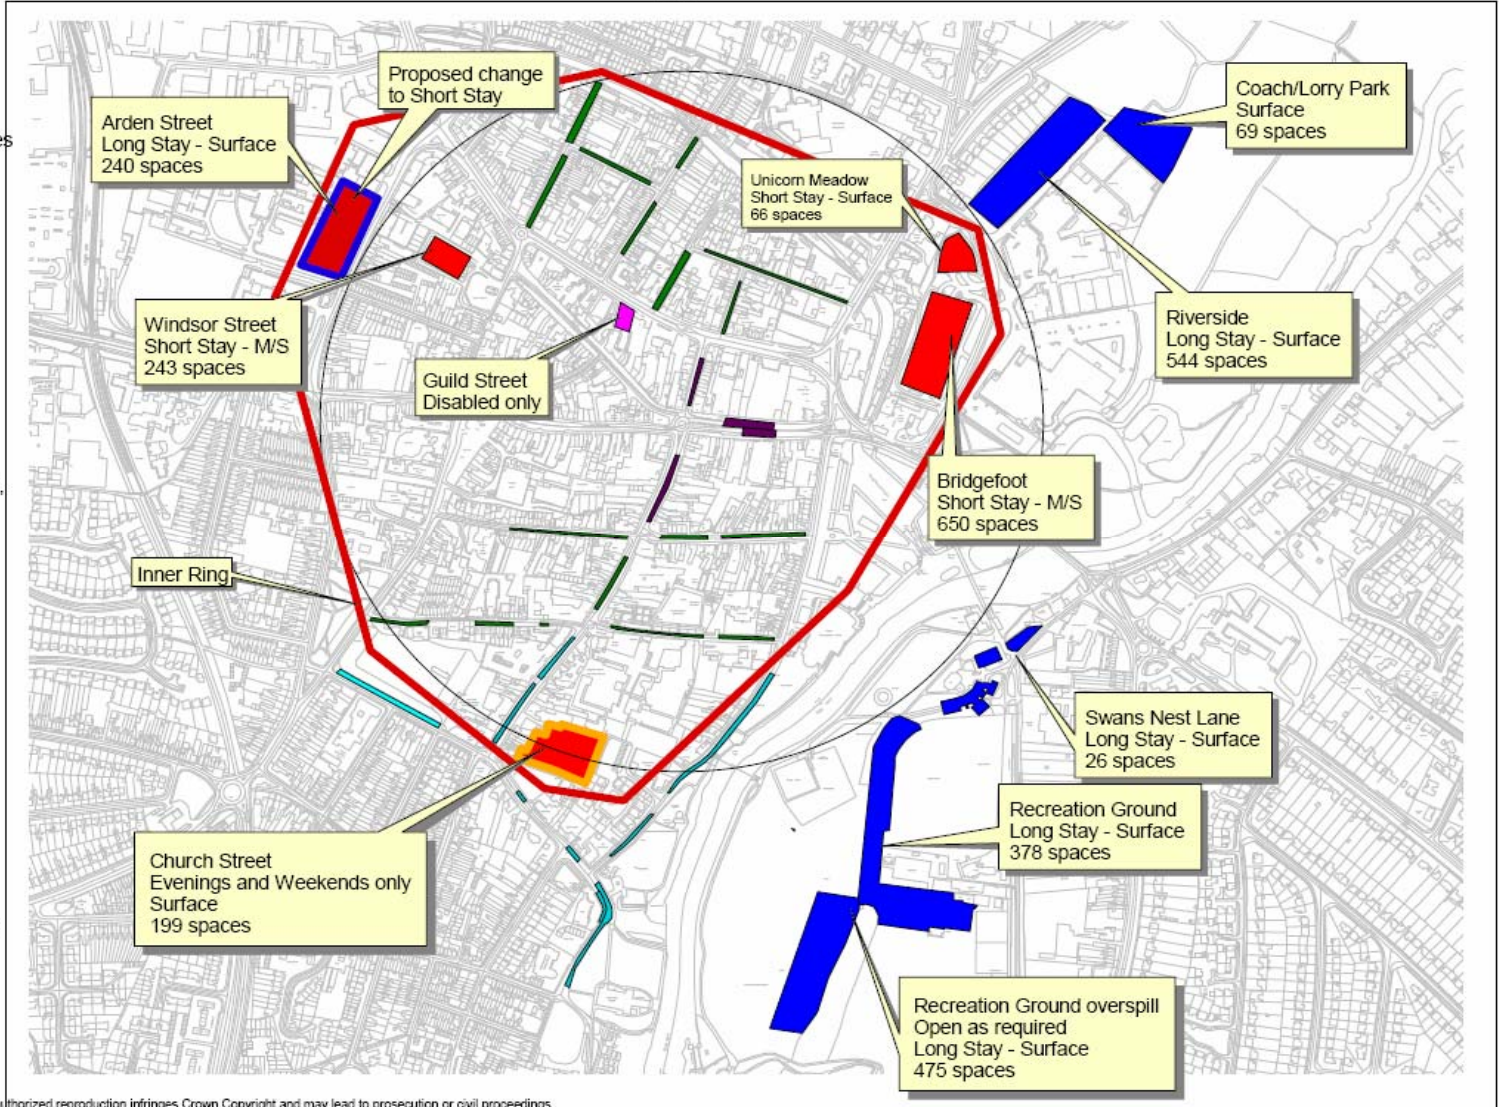 Proposed change
to Short Stay
Coach/Lorry Park
Surface
69 spaces
Arden Street
Long Stay - Surface
240 spaces
Unicorn Meadow
Short Stay - Surface
66 spaces
Windsor Street
Short Stay - M/S
243 spaces
Riverside
Long Stay - Surface
544 spaces
Guild Street
Disabled only
Bridgefoot
Short Stay - M/S
650 spaces
Inner Ring
Swans Nest Lane
Long Stay - Surface
26 spaces
Recreation Ground
Long Stay - Surface
378 spaces
Church Street
Evenings and Weekends only
Surface
199 spaces
Recreation Ground overspill
Open as required
Long Stay - Surface
475 spaces
reproduction infringes Crown Copyright and may lead to prosecution or civil proceedings